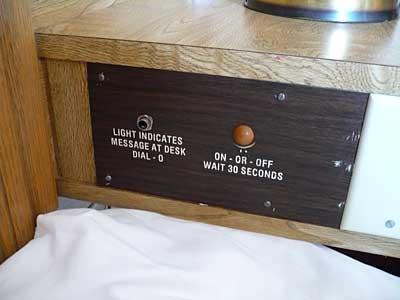 LIGHT INDICATES
MESSAGE AT DESK
DIAL - 0
ON - OR - OFF
WAIT 30 SECONDS